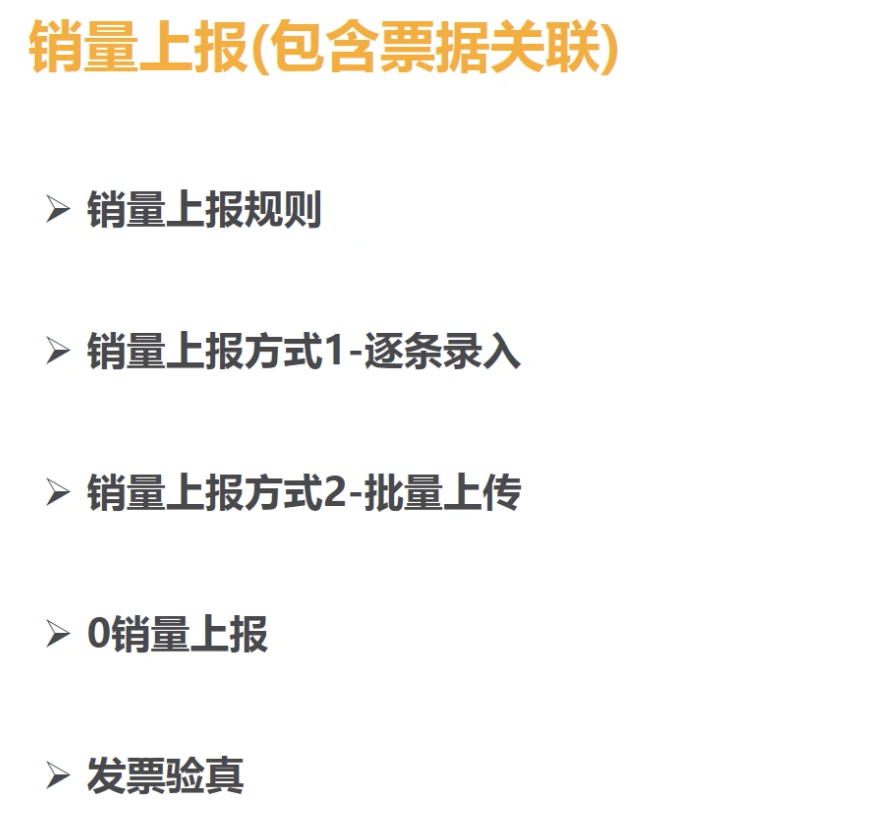 销量上报(包含票据关联)
➢ 销量上报规则
➢ 销量上报方式1-逐条录入
➢ 销量上报方式2-批量上传
➢ 0销量上报
➢ 发票验真